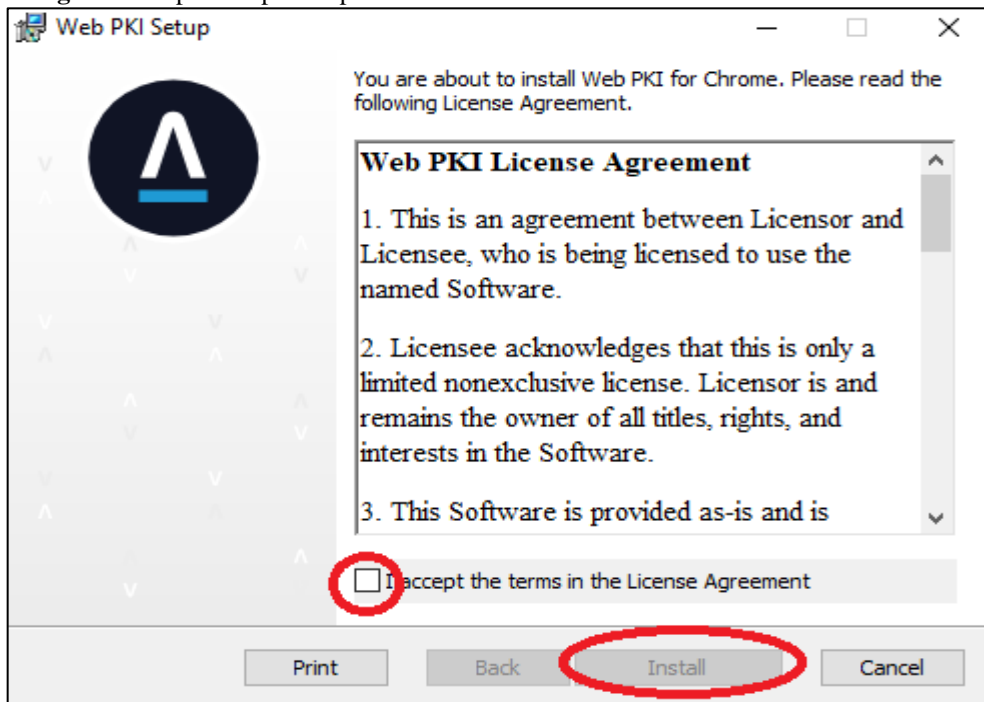 Web PKI Setup
You are about to install Web PKI for Chrome. Please read the
following License Agreement.
Web PKI License Agreement
1. This is an agreement between Licensor and
Licensee, who is being licensed to use the
named Software.
2. Licensee acknowledges that this is only a
limited nonexclusive license. Licensor is and
remains the owner of all titles, rights, and
interests in the Software.
3. This Software is provided as-is and is
I accept the terms in the License Agreement
Print Back Install Cancel